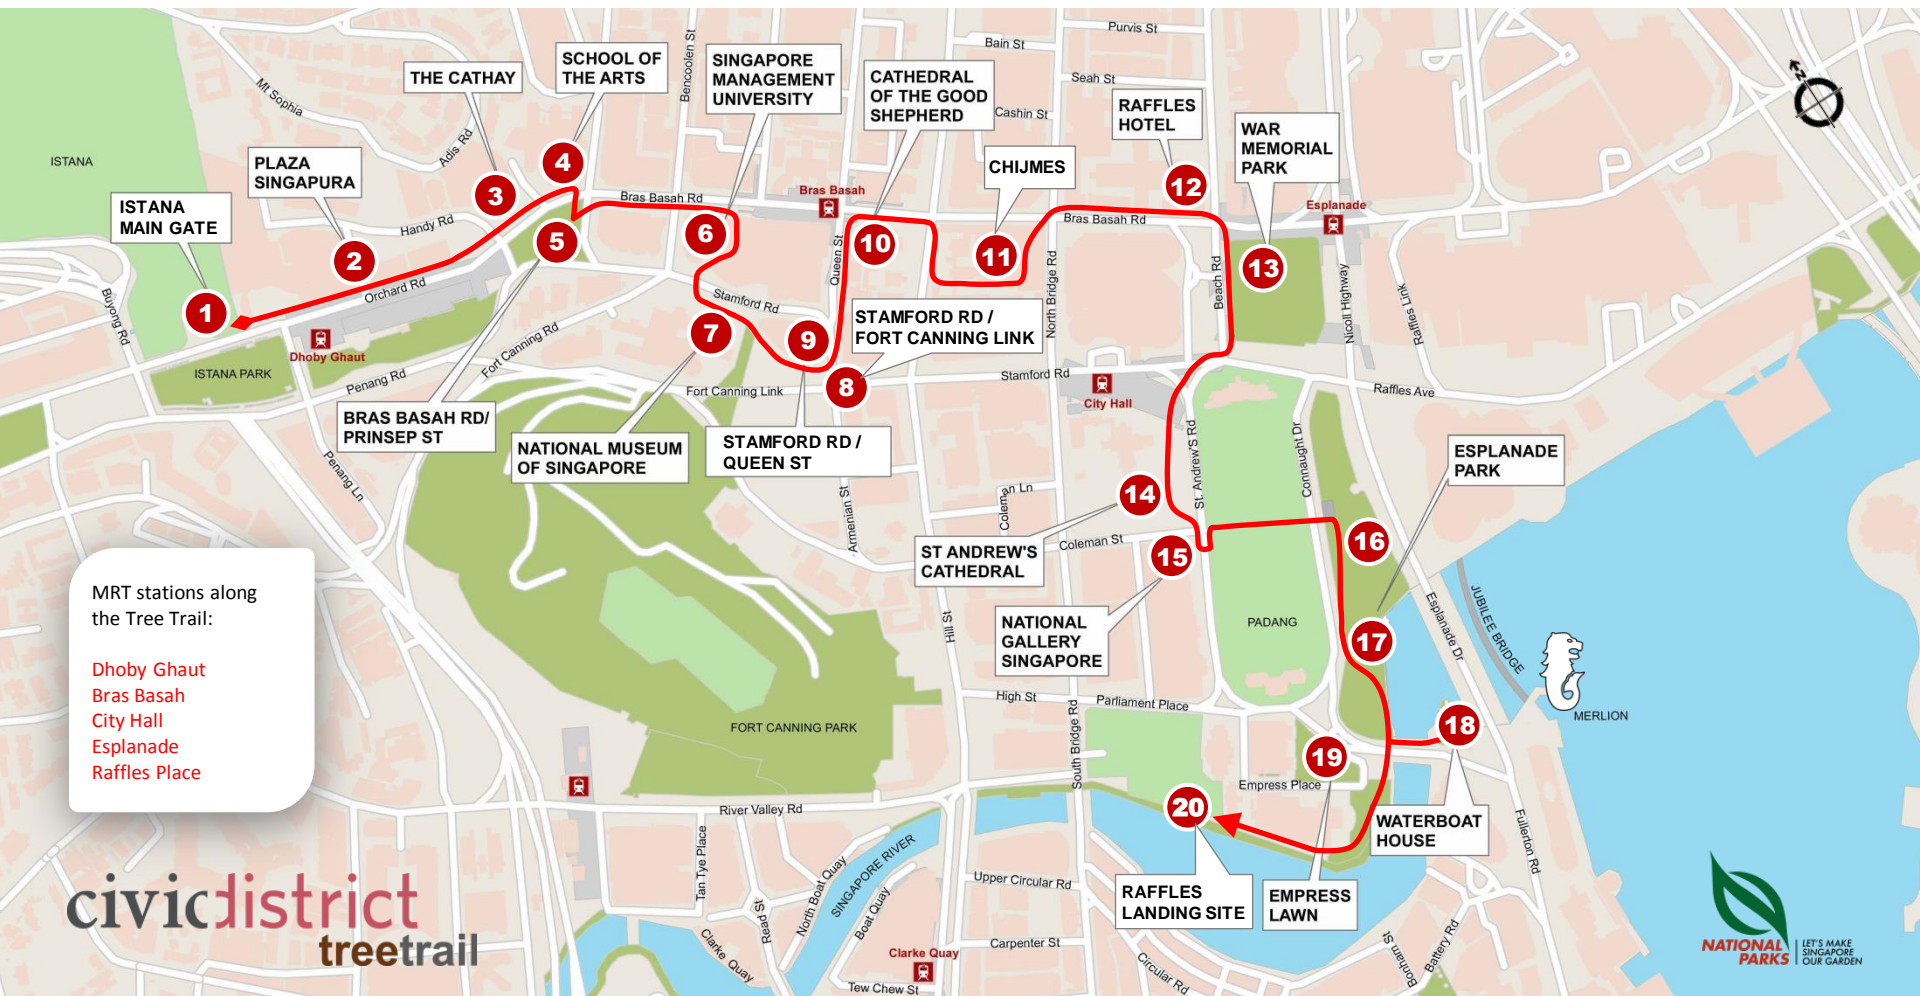 Purvis St
Bain St
Bencoolen St
SCHOOL OF
THE ARTS
SINGAPORE
MANAGEMENT
UNIVERSITY
THE CATHAY
CATHEDRAL
OF THE GOOD
SHEPHERD
Seah St
Mt Sophia
Cashin St
RAFFLES
HOTEL
WAR
MEMORIAL
PARK
N
Adis Rd
ISTANA
PLAZA
SINGAPURA
4
CHIJMES
3
Bras Basah Rd
Bras Basah
12
Esplanade
ISTANA
MAIN GATE
Handy Rd
Bras Basah Rd
5
6
10
11
2
13
Queen St
North Bridge Rd
Beach Rd
Nicoll Highway
Raffles Link
Orchard Rd
Buyong Rd
1
Stamford Rd
STAMFORD RD /
FORT CANNING LINK
7
9
Dhoby Ghaut
Fort Canning Rd
ISTANA PARK
Penang Rd
Fort Canning Link
8
Stamford Rd
City Hall
Raffles Ave
BRAS BASAH RD/
PRINSEP ST
NATIONAL MUSEUM
OF SINGAPORE
STAMFORD RD /
QUEEN ST
ESPLANADE
PARK
Penang Ln
St. Andrew'S Rd
Connaught Dr
Coleman Ln
Coleman St
14
Armenian St
ST ANDREW'S
CATHEDRAL
Coleman St
15
16
MRT stations along
the Tree Trail:
Dhoby Ghaut
Bras Basah
City Hall
Esplanade
Raffles Place
NATIONAL
GALLERY
SINGAPORE
Hill St
PADANG
17
Esplanade Dr
JUBILEE BRIDGE
MERLION
High St
Parliament Place
South Bridge Rd
FORT CANNING PARK
18
19
Empress Place
20
River Valley Rd
WATERBOAT
HOUSE
Fullerton Rd
Tan Tye Place
North Boat Quay
SINGAPORE RIVER
Boat Quay
Read St
Clarke Quay
Upper Circular Rd
RAFFLES
LANDING SITE
EMPRESS
LAWN
civicdistrict
treetrail
Clarke Quay
Carpenter St
Circular Rd
Bonham St
Battery Rd
Tew Chew St
NATIONAL
PARKS
LET'S MAKE
SINGAPORE
OUR GARDEN